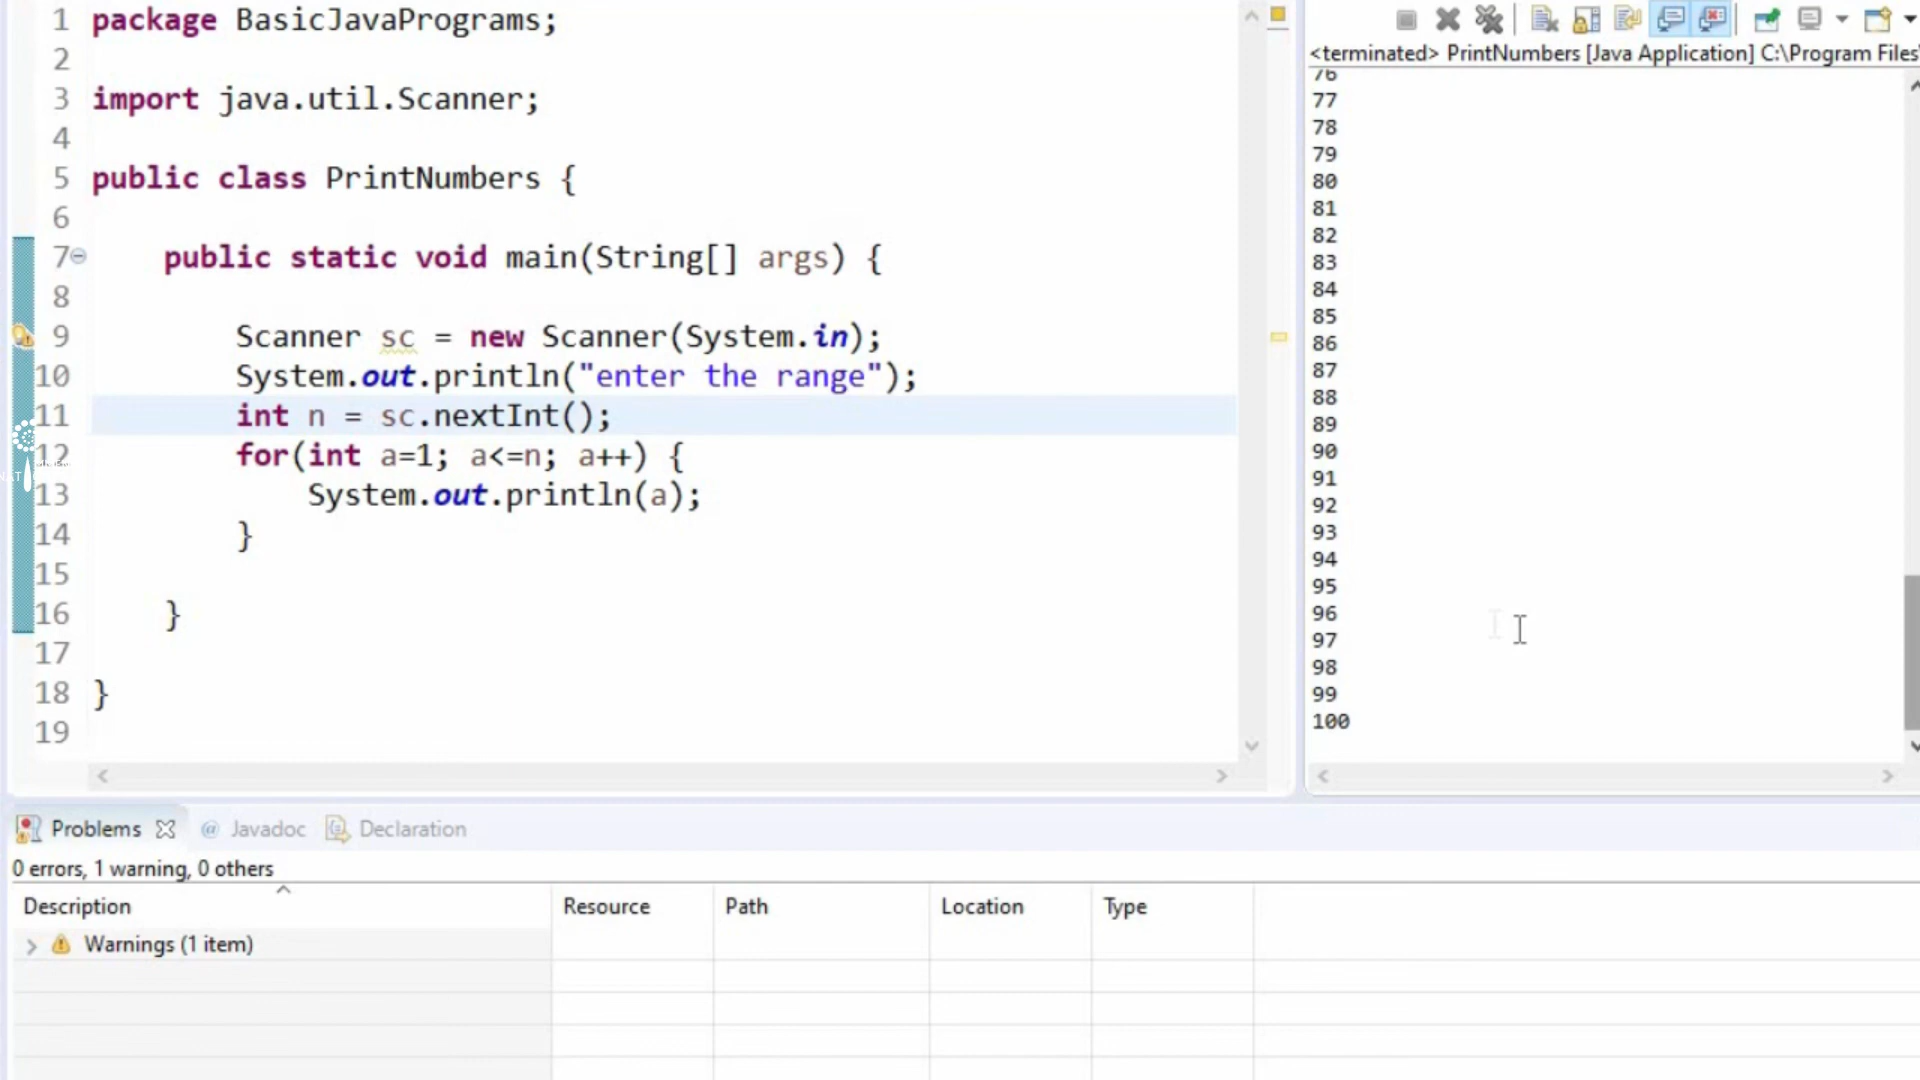 1 package BasicJavaPrograms;
2
3 import java.util.Scanner;
4
5 public class PrintNumbers {
6
7 public static void main(String[] args) {
8
9 Scanner sc = new Scanner(System.in);
10 System.out.println("enter the range");
11 int n = sc.nextInt();
12 for(int a=1; a<=n; a++) {
13 System.out.println(a);
14 }
15
16 }
17
18 }
19
<terminated> PrintNumbers [Java Application] C:\Program Files\
76
77
78
79
80
81
82
83
84
85
86
87
88
89
90
91
92
93
94
95
96
97
98
99
100
Problems @ Javadoc Declaration
0 errors, 1 warning, 0 others
Description Resource Path Location Type
Warnings (1 item)